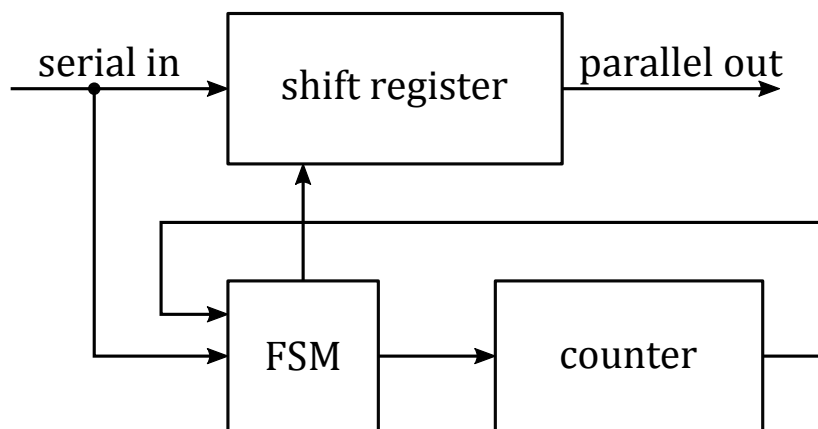 serial in
shift register
parallel out
FSM
counter